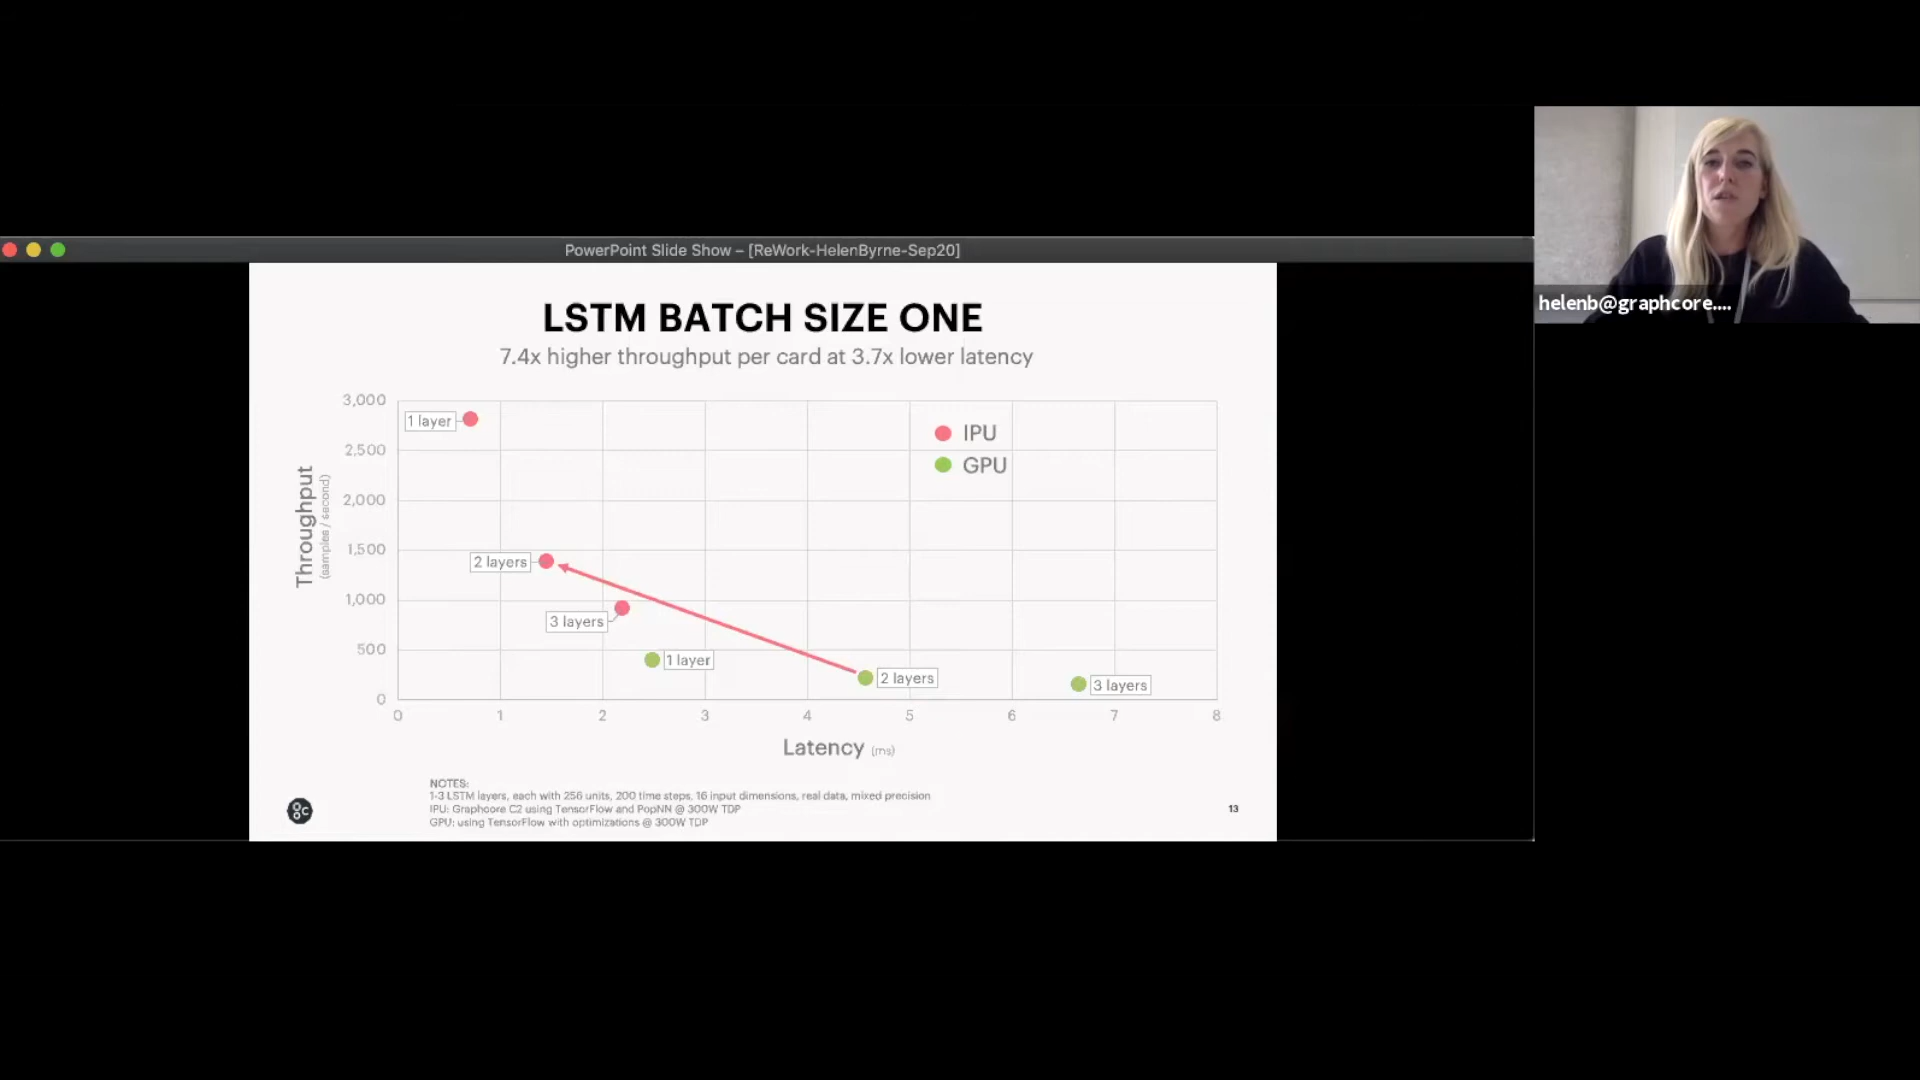 helenb@graphcore....
PowerPoint Slide Show – [ReWork-HelenByrne-Sep20]
LSTM BATCH SIZE ONE
7.4x higher throughput per card at 3.7x lower latency
Throughput
(samples / second)
3,000
2,500
2,000
1,500
1,000
500
0
1 layer
2 layers
3 layers
1 layer
2 layers
3 layers
IPU
GPU
0 1 2 3 4 5 6 7 8
Latency (ms)
NOTES:
1-3 LSTM layers, each with 256 units, 200 time steps, 16 input dimensions, real data, mixed precision
IPU: Graphcore C2 using TensorFlow and PopNN @ 300W TDP
GPU: using TensorFlow with optimizations @ 300W TDP
13